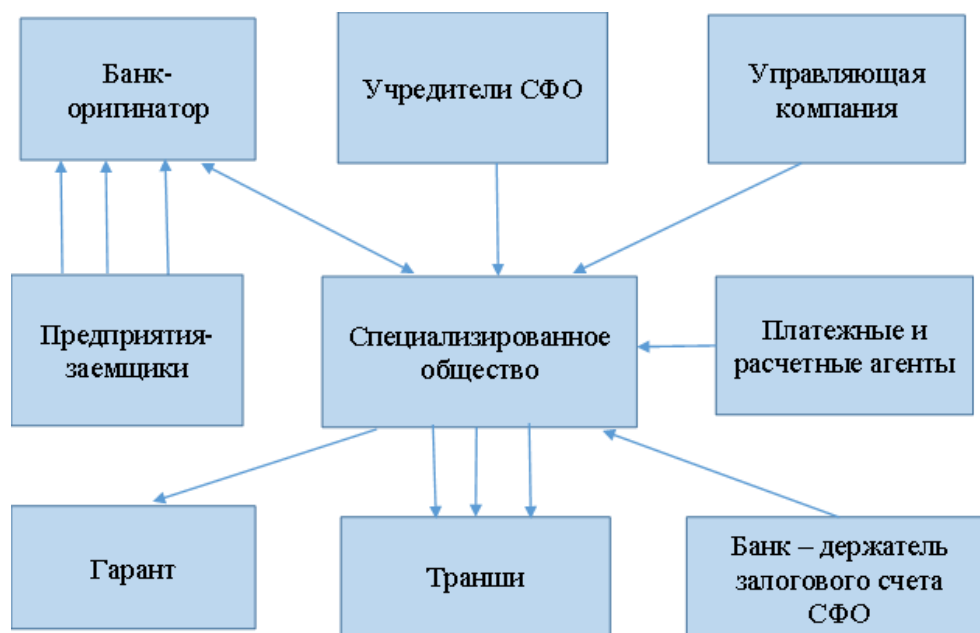 Банк-
оригинатор
Учредители СФО
Управляющая
компания
Предприятия-
заемщики
Специализированное
общество
Платежные и
расчетные агенты
Гарант
Транши
Банк – держатель
залогового счета
СФО